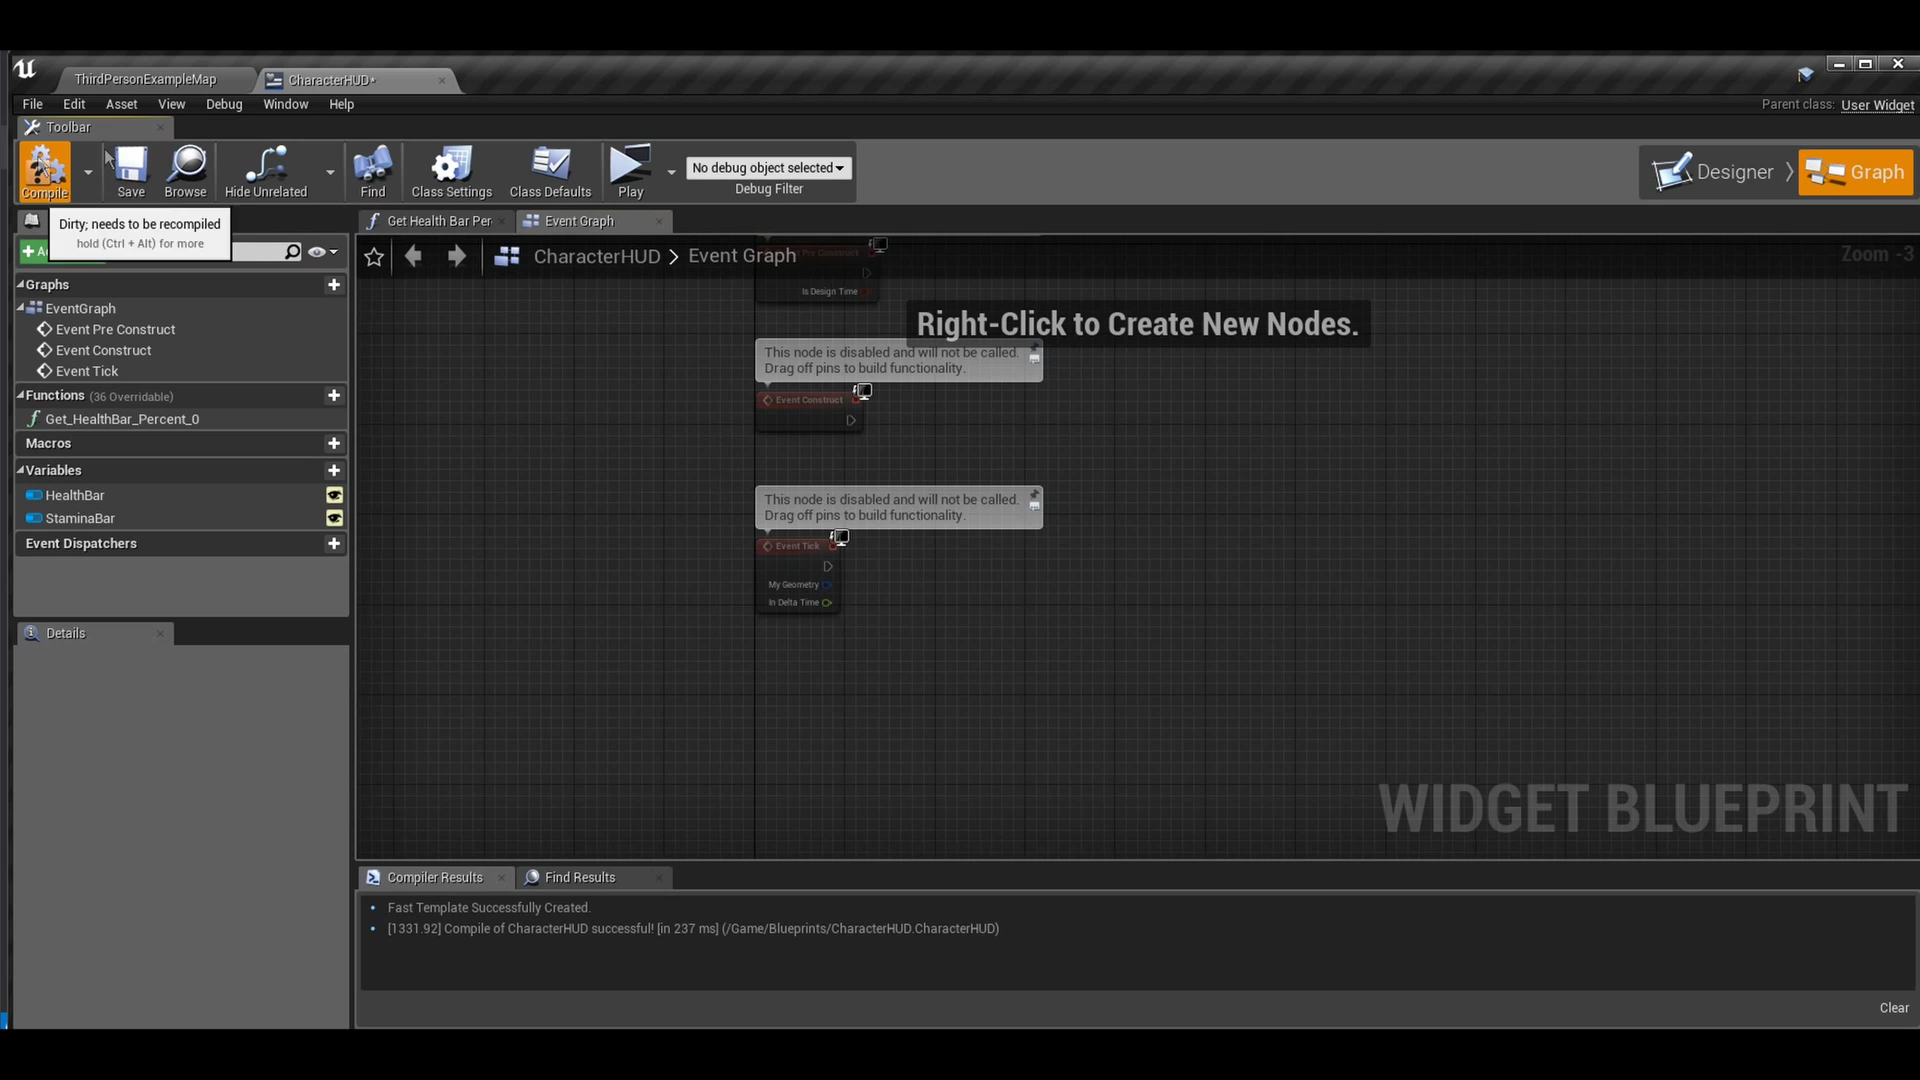 ThirdPersonExampleMap
CharacterHUD*
File Edit Asset View Debug Window Help
Parent class: User Widget
Toolbar
Compile
Save
Browse
Hide Unrelated
Find
Class Settings
Class Defaults
Play
No debug object selected
Debug Filter
Designer
Graph
Dirty; needs to be recompiled
hold (Ctrl + Alt) for more
Get Health Bar Per
Event Graph
CharacterHUD > Event Graph
Zoom -3
Graphs
EventGraph
Event Pre Construct
Event Construct
Event Tick
Functions (36 Overridable)
Get_HealthBar_Percent_0
Macros
Variables
HealthBar
StaminaBar
Event Dispatchers
Details
Pre Construct
Is Design Time
Right-Click to Create New Nodes.
This node is disabled and will not be called.
Drag off pins to build functionality.
Event Construct
This node is disabled and will not be called.
Drag off pins to build functionality.
Event Tick
My Geometry
In Delta Time
WIDGET BLUEPRINT
Compiler Results
Find Results
Fast Template Successfully Created.
[1331.92] Compile of CharacterHUD successful! [in 237 ms] (/Game/Blueprints/CharacterHUD.CharacterHUD)
Clear